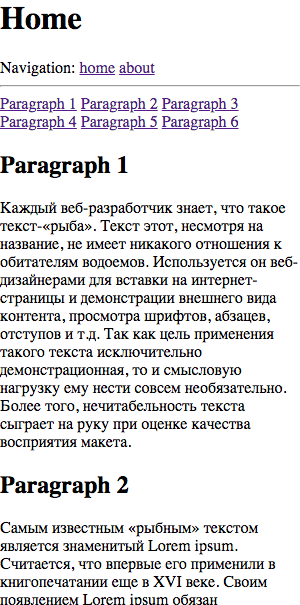 Home
Navigation: home about
Paragraph 1 Paragraph 2 Paragraph 3
Paragraph 4 Paragraph 5 Paragraph 6
Paragraph 1
Каждый веб-разработчик знает, что такое
текст-«рыба». Текст этот, несмотря на
название, не имеет никакого отношения к
обитателям водоемов. Используется он веб-
дизайнерами для вставки на интернет-
страницы и демонстрации внешнего вида
контента, просмотра шрифтов, абзацев,
отступов и т.д. Так как цель применения
такого текста исключительно
демонстрационная, то и смысловую
нагрузку ему нести совсем необязательно.
Более того, нечитабельность текста
сыграет на руку при оценке качества
восприятия макета.
Paragraph 2
Самым известным «рыбным» текстом
является знаменитый Lorem ipsum.
Считается, что впервые его применили в
книгопечатании еще в XVI веке. Своим
появлением Lorem ipsum обязан